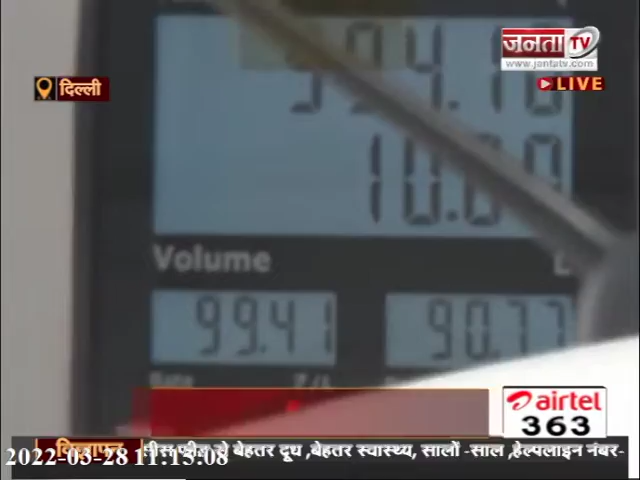 जनता TV
www.jantatv.com
LIVE
दिल्ली
10.00
Volume L
99.41 90.77
Rate ₹/L
airtel
363
विज्ञापन
से बेहतर दूध ,बेहतर स्वास्थ्य, सालों -साल ,हेल्पलाइन नंबर-
2022-03-28 11:15:08